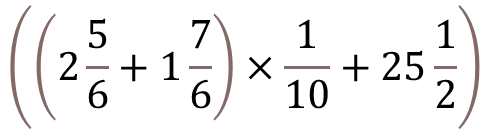 ((2 5/6 + 1 7/6) × 1/10 + 25 1/2)